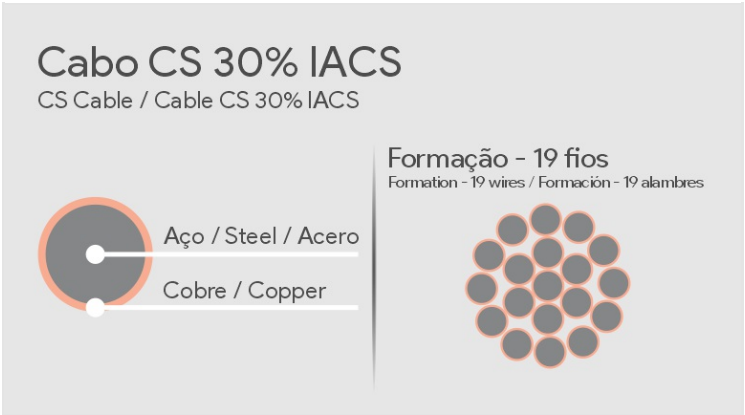 Cabo CS 30% IACS
CS Cable / Cable CS 30% IACS
Formação - 19 fios
Formation - 19 wires / Formación - 19 alambres
Aço / Steel / Acero
Cobre / Copper